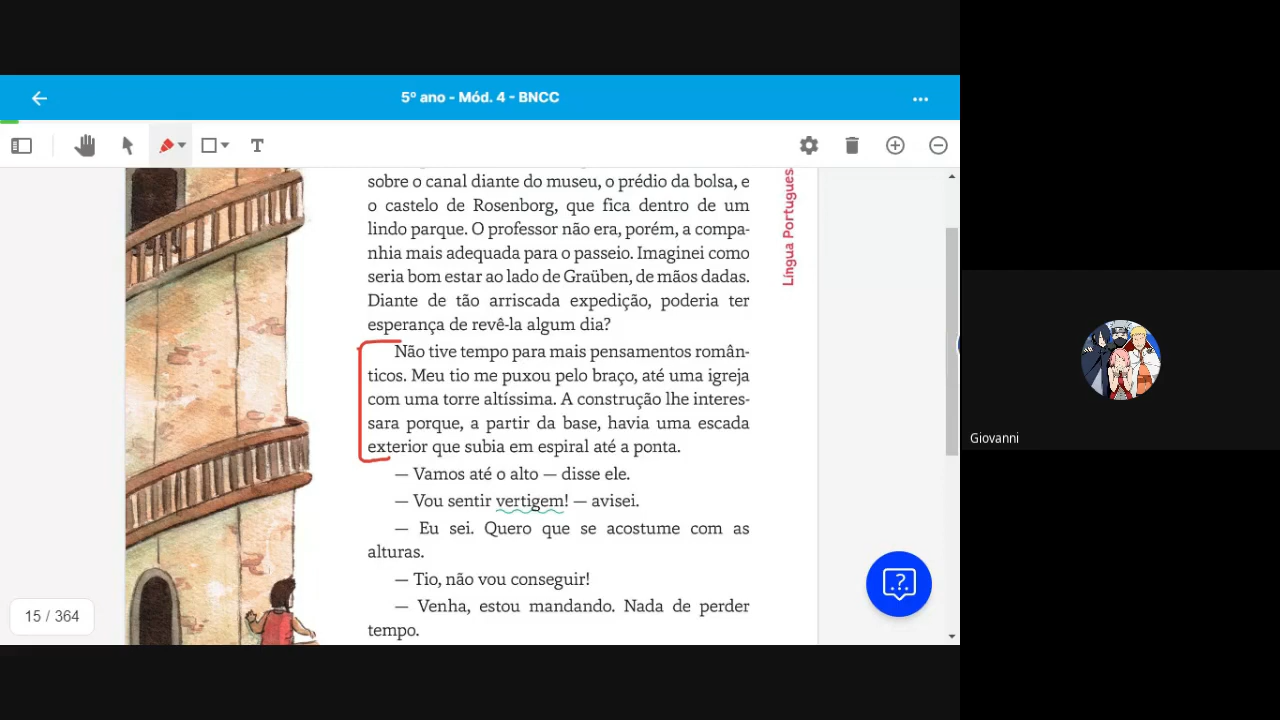 5º ano - Mód. 4 - BNCC
T
sobre o canal diante do museu, o prédio da bolsa, e
o castelo de Rosenborg, que fica dentro de um
lindo parque. O professor não era, porém, a compa-
nhia mais adequada para o passeio. Imaginei como
seria bom estar ao lado de Graüben, de mãos dadas.
Diante de tão arriscada expedição, poderia ter
esperança de revê-la algum dia?
Não tive tempo para mais pensamentos român-
ticos. Meu tio me puxou pelo braço, até uma igreja
com uma torre altíssima. A construção lhe interes-
sara porque, a partir da base, havia uma escada
exterior que subia em espiral até a ponta.
— Vamos até o alto — disse ele.
— Vou sentir vertigem! — avisei.
— Eu sei. Quero que se acostume com as
alturas.
— Tio, não vou conseguir!
— Venha, estou mandando. Nada de perder
tempo.
Língua Portugues
15 / 364
?
Giovanni